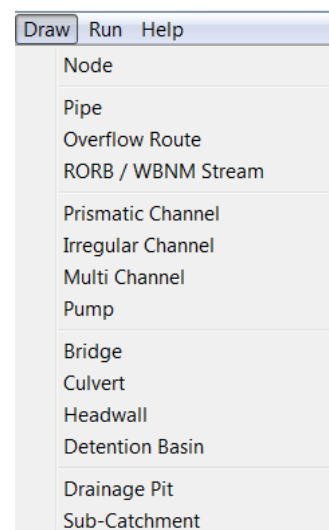 Draw Run Help
Node
Pipe
Overflow Route
RORB / WBNM Stream
Prismatic Channel
Irregular Channel
Multi Channel
Pump
Bridge
Culvert
Headwall
Detention Basin
Drainage Pit
Sub-Catchment